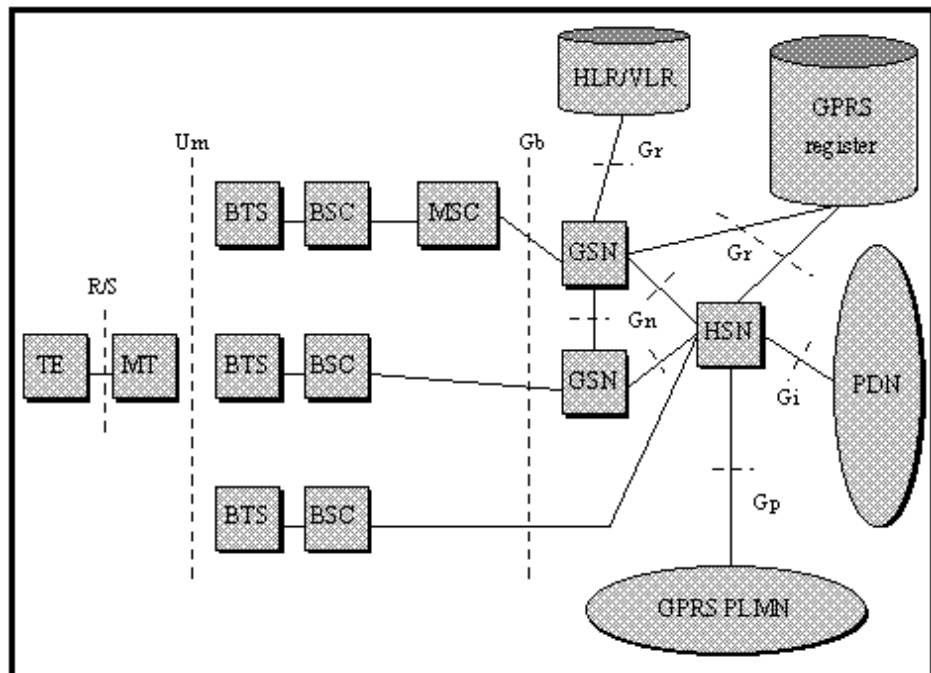 HLR/VLR
GPRS
register
Um
Gb
Gr
BTS
BSC
MSC
GSN
Gr
R/S
Gn
HSN
TE
MT
BTS
BSC
GSN
Gi
PDN
BTS
BSC
Gp
GPRS PLMN